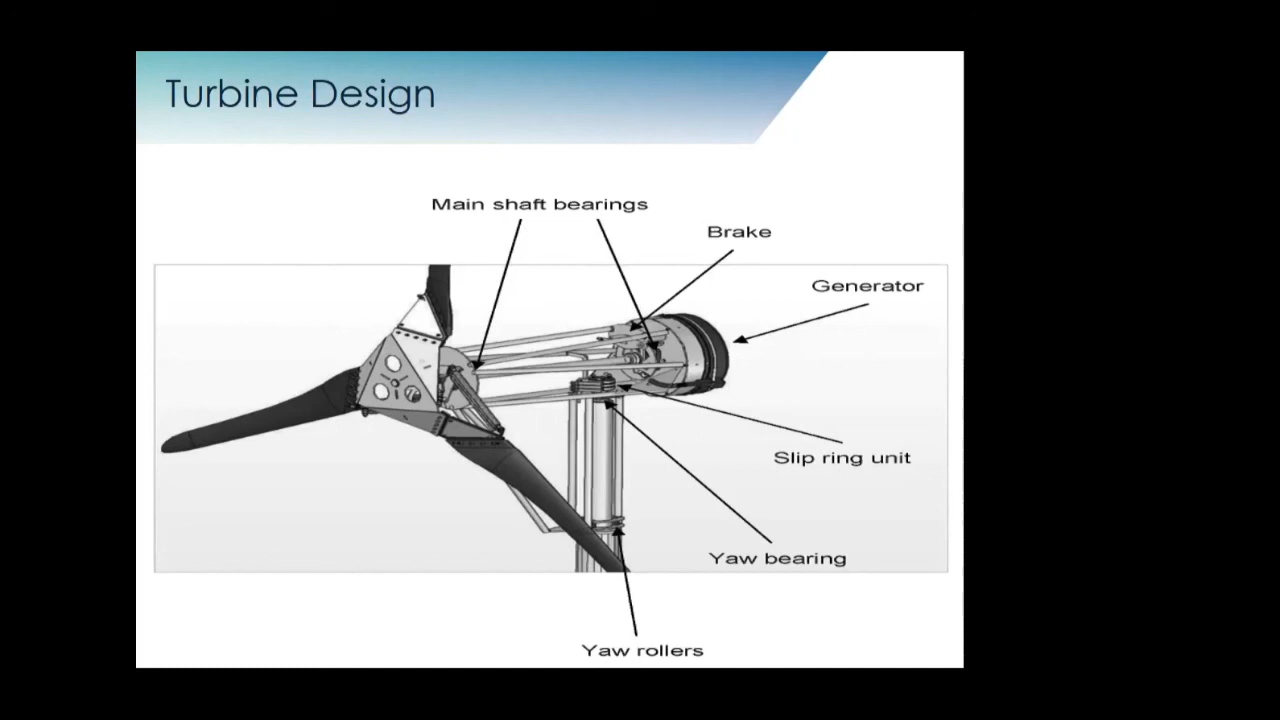 Turbine Design
Main shaft bearings
Brake
Generator
Slip ring unit
Yaw bearing
Yaw rollers